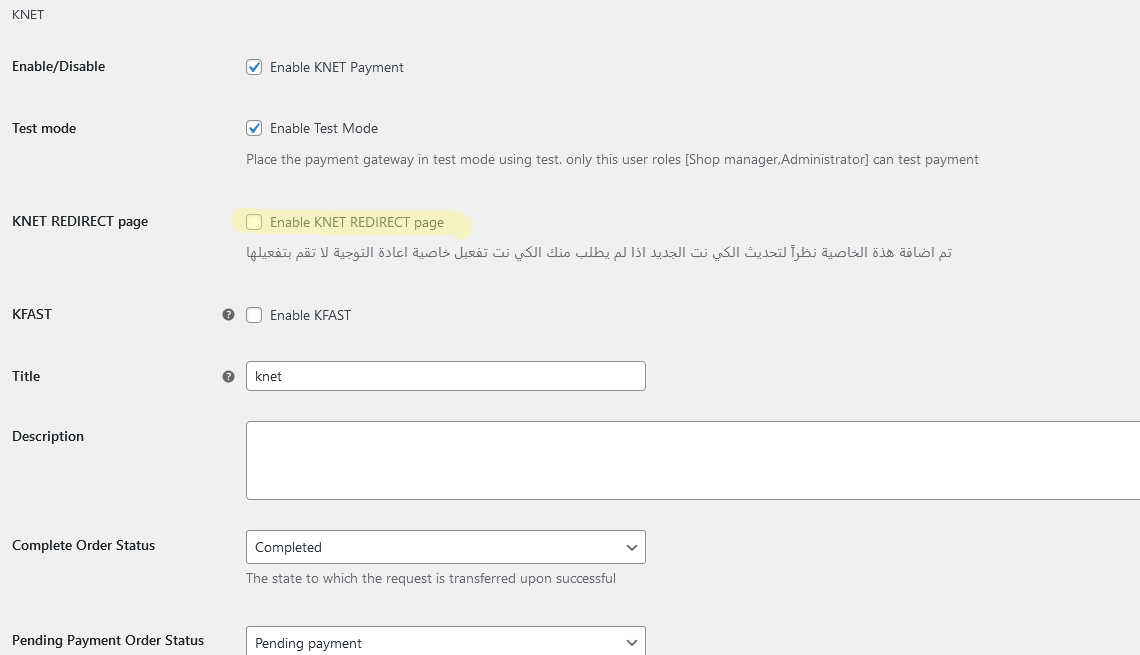 KNET
Enable/Disable
Enable KNET Payment
Test mode
Enable Test Mode
Place the payment gateway in test mode using test. only this user roles [Shop manager,Administrator] can test payment
KNET REDIRECT page
Enable KNET REDIRECT page
تم اضافة هذة الخاصية نظراً لتحديث الكي نت الجديد اذا لم يطلب منك الكي نت تفعبل خاصية اعادة التوجية لا تقم بتفعيلها
KFAST
Enable KFAST
Title
knet
Description
Complete Order Status
Completed
The state to which the request is transferred upon successful
Pending Payment Order Status
Pending payment